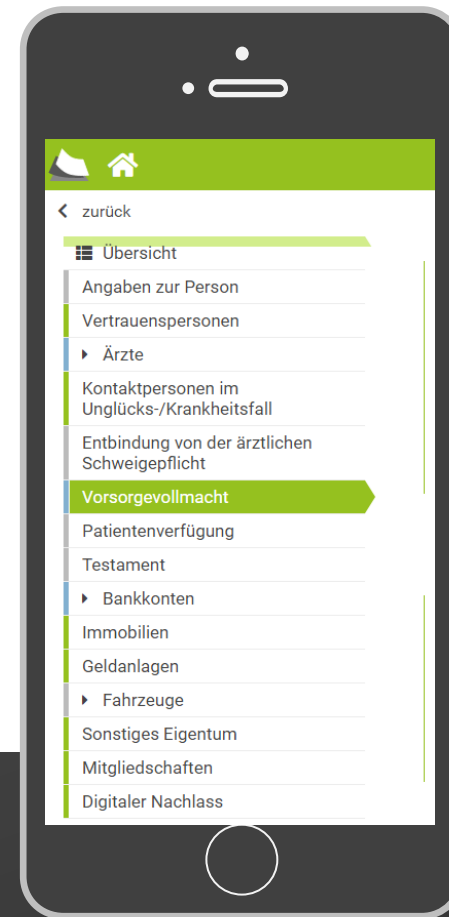 zurück
Übersicht
Angaben zur Person
Vertrauenspersonen
Ärzte
Kontaktpersonen im
Unglücks-/Krankheitsfall
Entbindung von der ärztlichen
Schweigepflicht
Vorsorgevollmacht
Patientenverfügung
Testament
Bankkonten
Immobilien
Geldanlagen
Fahrzeuge
Sonstiges Eigentum
Mitgliedschaften
Digitaler Nachlass